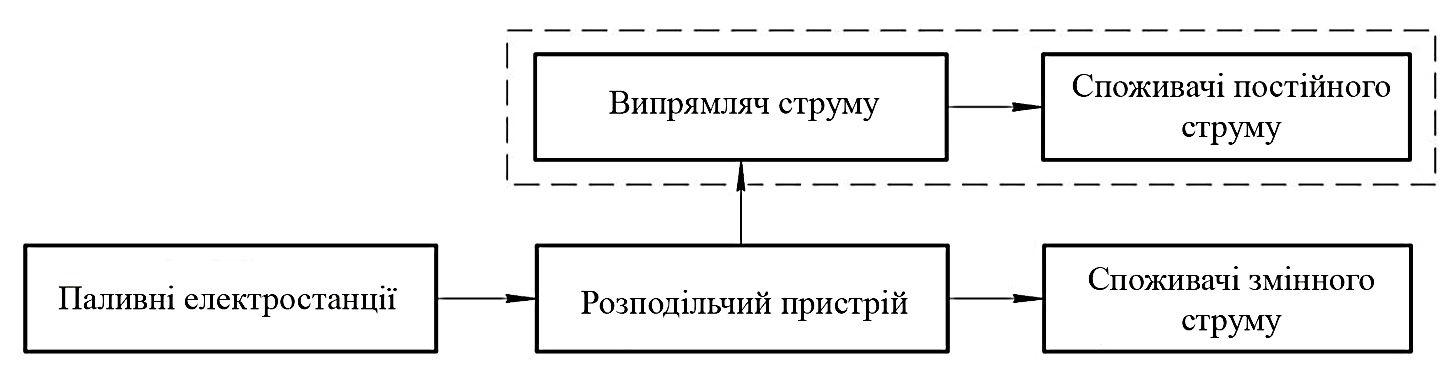 Випрямляч струму
Споживачі постійного
струму
Паливні електростанції
Розподільчий пристрій
Споживачі змінного
струму